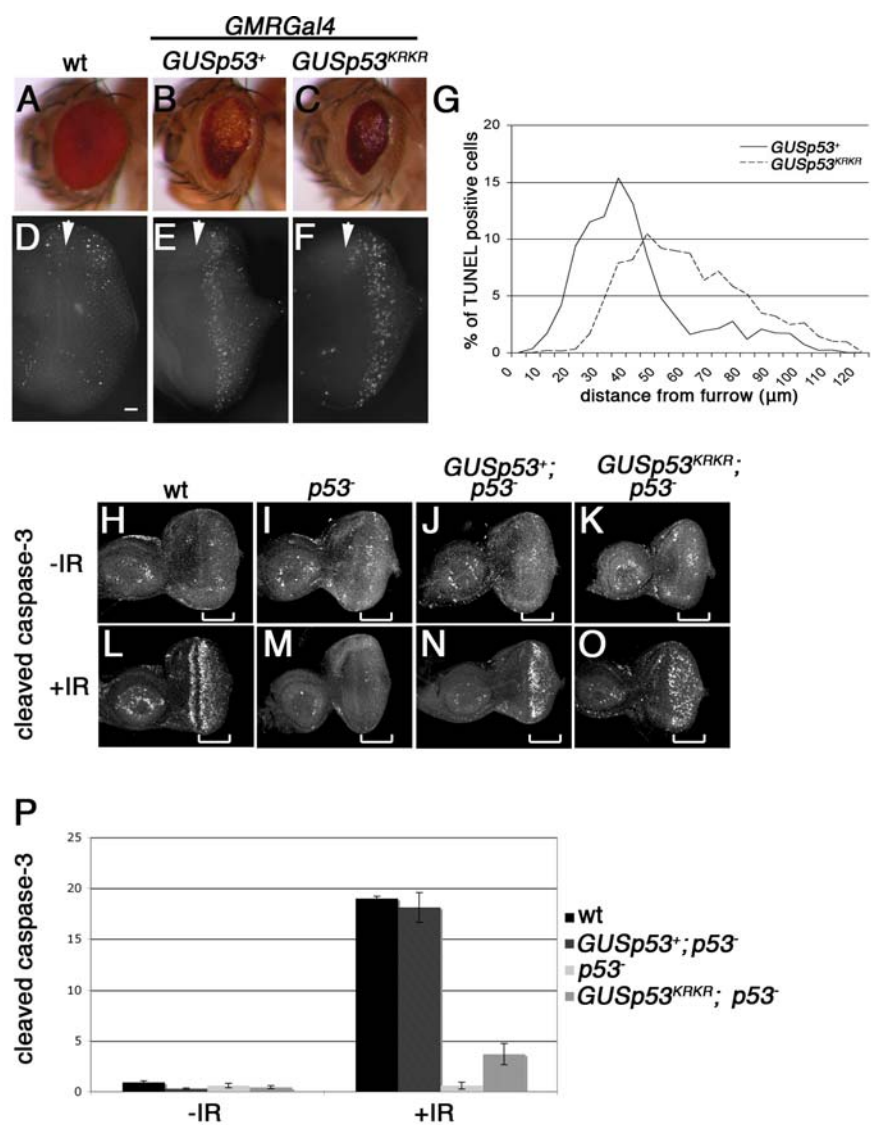 GMRGal4
wt GUSp53+ GUSp53KRKR
A B C
D E F
G
% of TUNEL positive cells
20
15
10
5
0
GUSp53+
GUSp53KRKR
0 10 20 30 40 50 60 70 80 90 100 110 120
distance from furrow (µm)
wt p53- GUSp53+; p53- GUSp53KRKR; p53-
cleaved caspase-3
-IR
H I J K
+IR
L M N O
P
cleaved caspase-3
25
20
15
10
5
0
-IR +IR
wt
GUSp53+; p53-
p53-
GUSp53KRKR; p53-